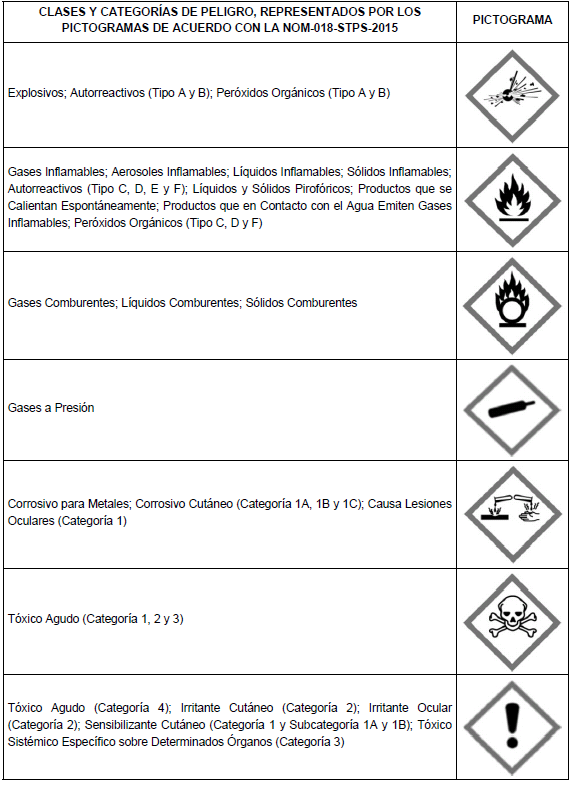 CLASES Y CATEGORÍAS DE PELIGRO, REPRESENTADOS POR LOS
PICTOGRAMAS DE ACUERDO CON LA NOM-018-STPS-2015
PICTOGRAMA
Explosivos; Autorreactivos (Tipo A y B); Peróxidos Orgánicos (Tipo A y B)
Gases Inflamables; Aerosoles Inflamables; Líquidos Inflamables; Sólidos Inflamables;
Autorreactivos (Tipo C, D, E y F); Líquidos y Sólidos Pirofóricos; Productos que se
Calientan Espontáneamente; Productos que en Contacto con el Agua Emiten Gases
Inflamables; Peróxidos Orgánicos (Tipo C, D y F)
Gases Comburentes; Líquidos Comburentes; Sólidos Comburentes
Gases a Presión
Corrosivo para Metales; Corrosivo Cutáneo (Categoría 1A, 1B y 1C); Causa Lesiones
Oculares (Categoría 1)
Tóxico Agudo (Categoría 1, 2 y 3)
Tóxico Agudo (Categoría 4); Irritante Cutáneo (Categoría 2); Irritante Ocular
(Categoría 2); Sensibilizante Cutáneo (Categoría 1 y Subcategoría 1A y 1B); Tóxico
Sistémico Específico sobre Determinados Órganos (Categoría 3)